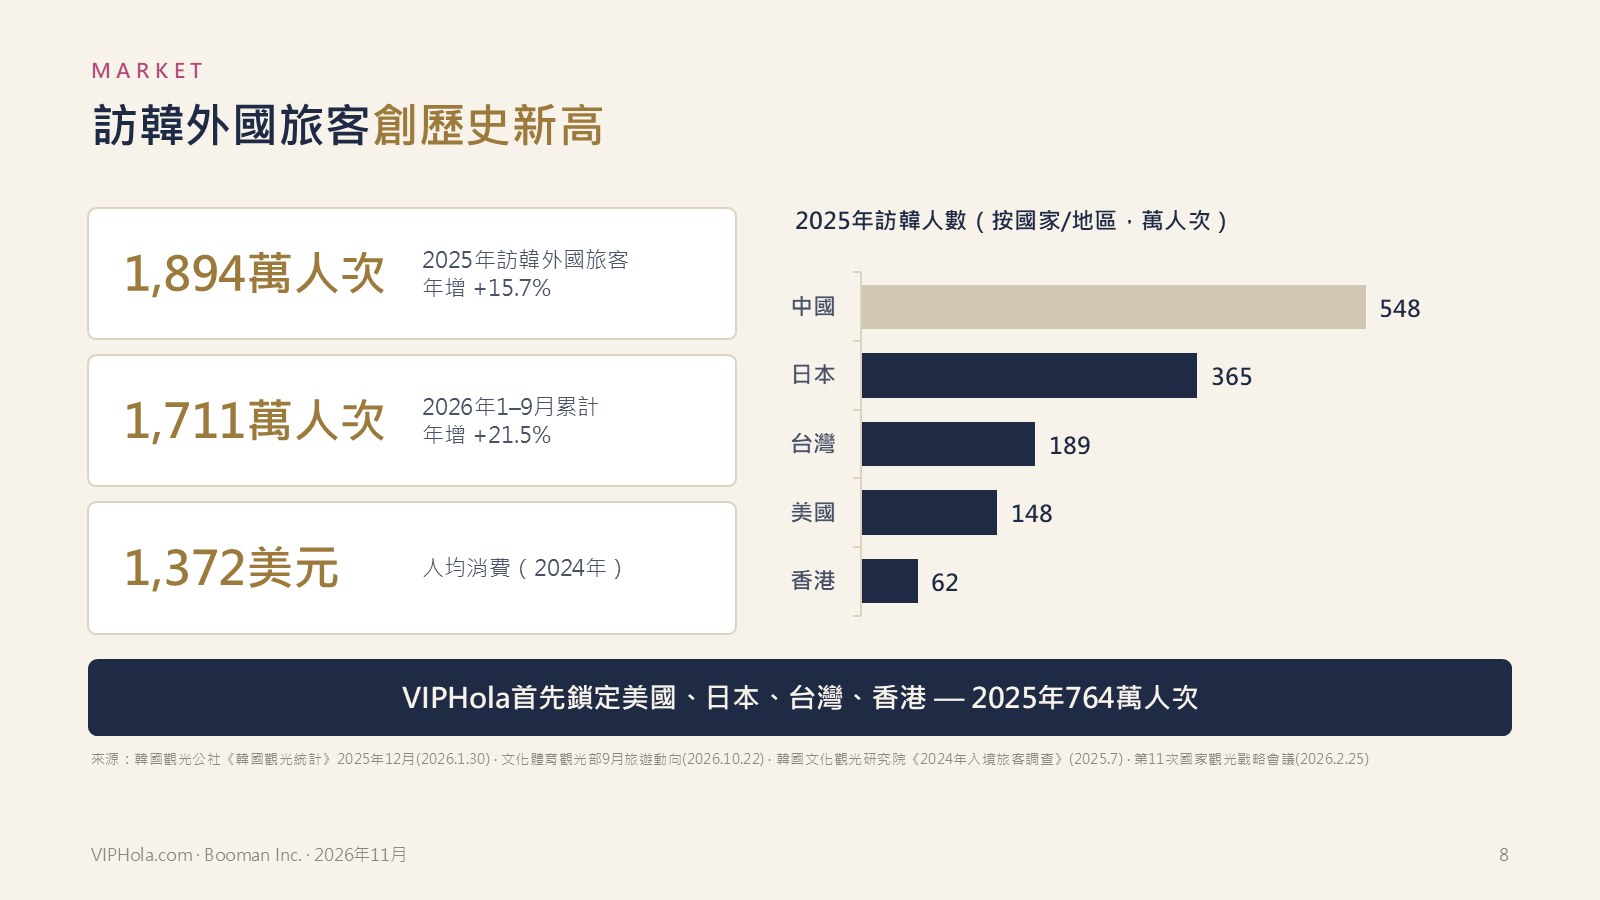 MARKET
訪韓外國旅客創歷史新高
1,894萬人次
2025年訪韓外國旅客
年增 +15.7%
1,711萬人次
2026年1–9月累計
年增 +21.5%
1,372美元
人均消費（2024年）
2025年訪韓人數（按國家/地區 · 萬人次）
中國 548
日本 365
台灣 189
美國 148
香港 62
VIPHola首先鎖定美國、日本、台灣、香港 — 2025年764萬人次
來源：韓國觀光公社《韓國觀光統計》2025年12月(2026.1.30) · 文化體育觀光部9月旅遊動向(2026.10.22) · 韓國文化觀光研究院《2024年入境旅客調查》(2025.7) · 第11次國家觀光戰略會議(2026.2.25)
VIPHola.com · Booman Inc. · 2026年11月
8